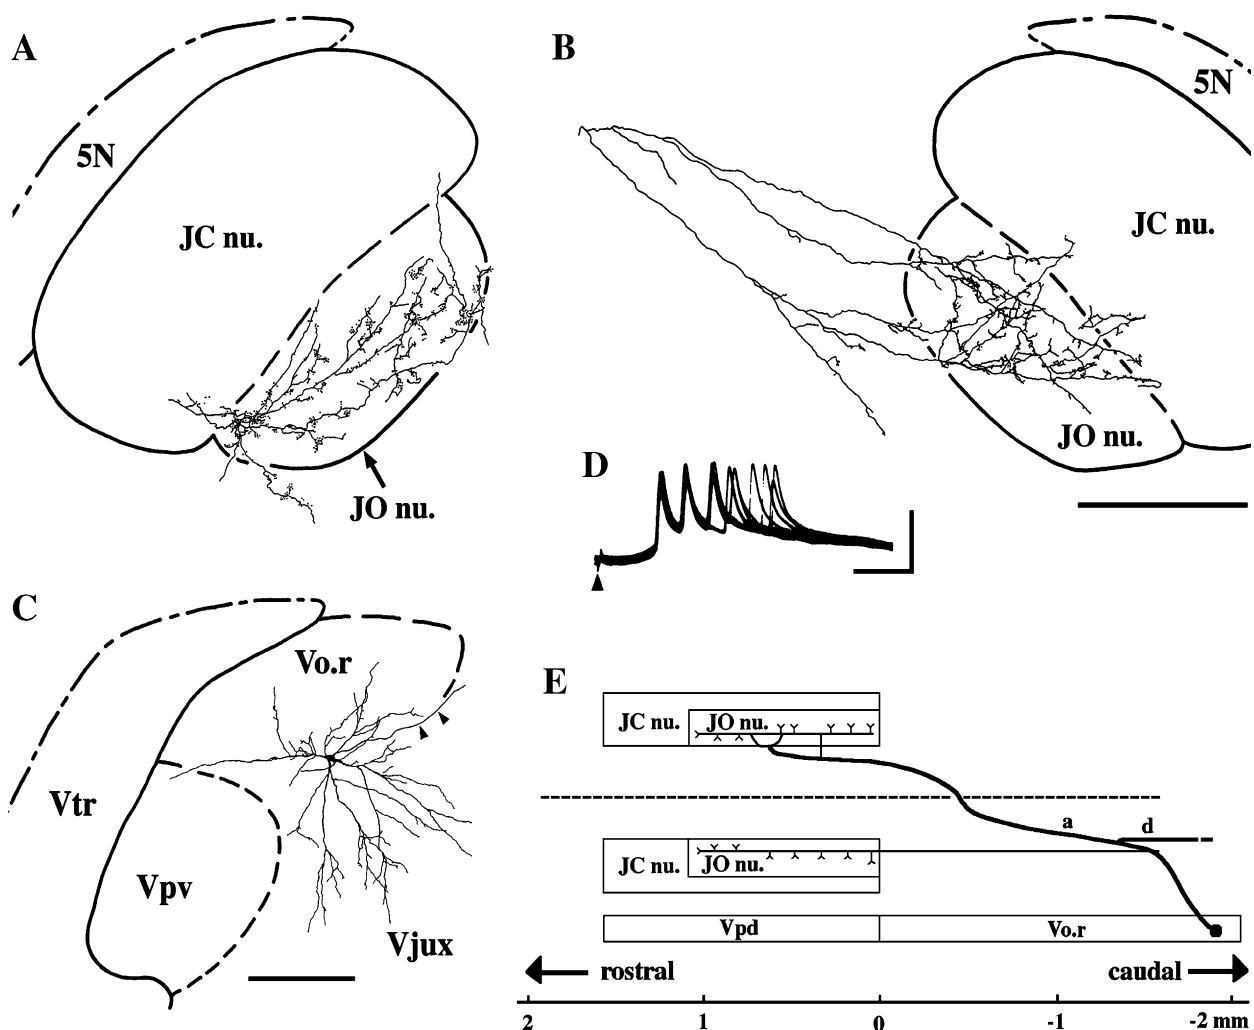 A
5N
JC nu.
JO nu.
B
5N
JC nu.
JO nu.
D
C
Vo.r
Vtr
Vpv
Vjux
E
JC nu.
JO nu.
a
d
JC nu.
JO nu.
Vpd
Vo.r
rostral
caudal
2 1 0 -1 -2 mm